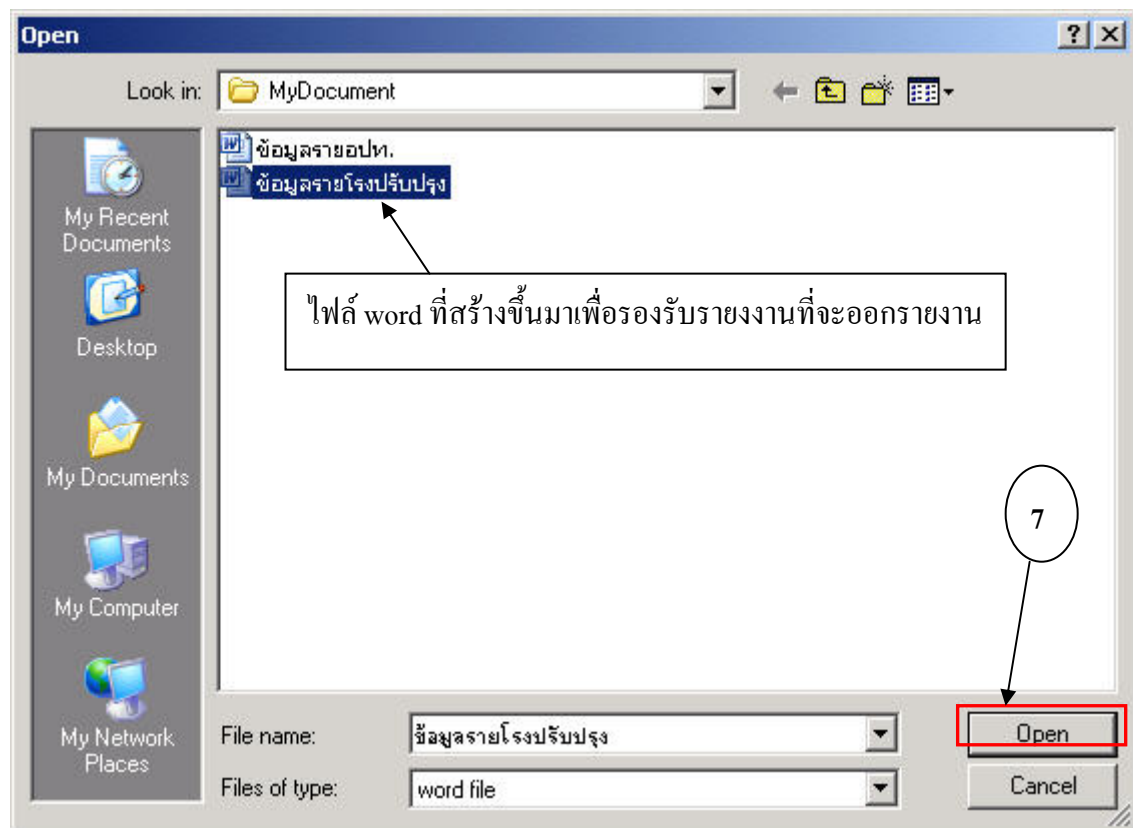 Open
Look in:
MyDocument
ข้อมูลรายอปท.
ข้อมูลรายโรงปรับปรุง
My Recent
Documents
Desktop
My Documents
My Computer
My Network
Places
ไฟล์ word ที่สร้างขึ้นมาเพื่อรองรับรายงงานที่จะออกรายงาน
7
File name:
ข้อมูลรายโรงปรับปรุง
Open
Files of type:
word file
Cancel